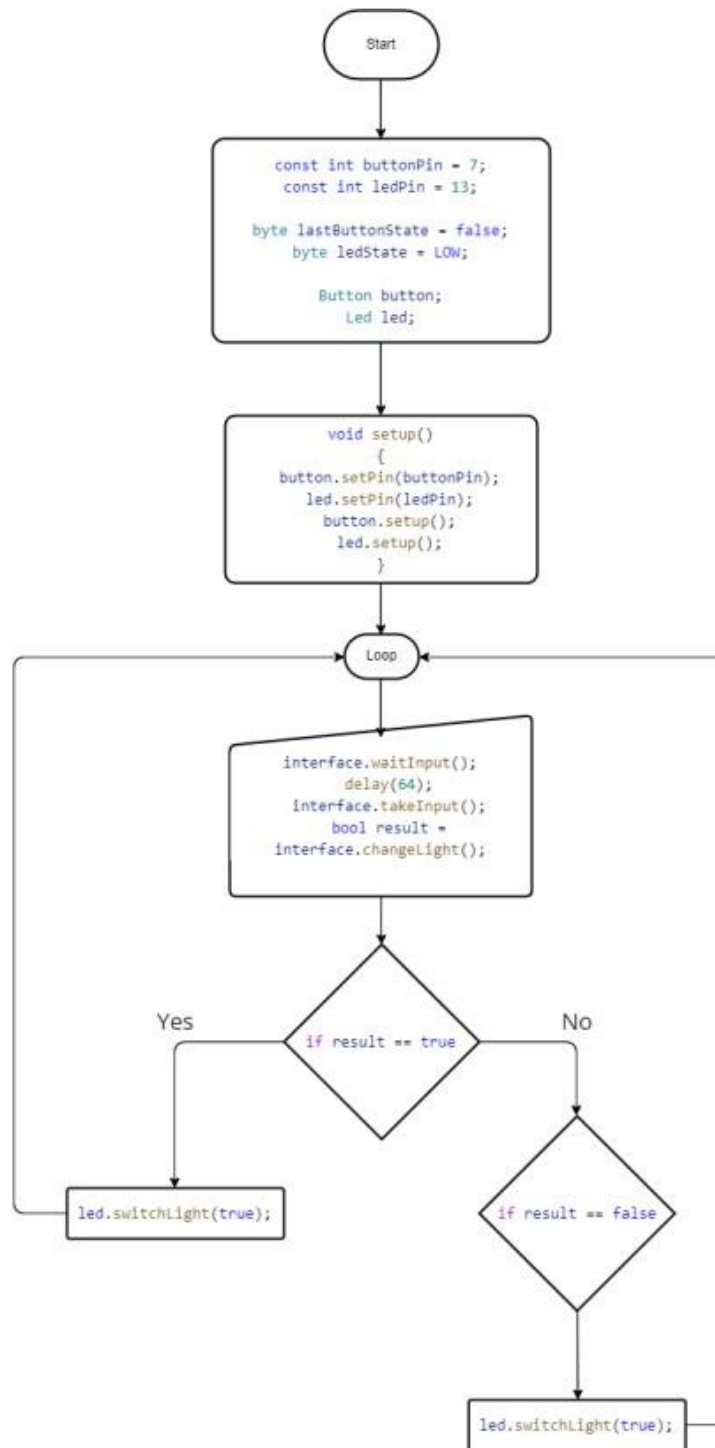 Start
const int buttonPin = 7;
const int ledPin = 13;
byte lastButtonState = false;
byte ledState = LOW;
Button button;
Led led;
void setup()
{
button.setPin(buttonPin);
led.setPin(ledPin);
button.setup();
led.setup();
}
Loop
interface.waitInput();
delay(64);
interface.takeInput();
bool result =
interface.changeLight();
if result == true
Yes
No
led.switchLight(true);
if result == false
led.switchLight(true);